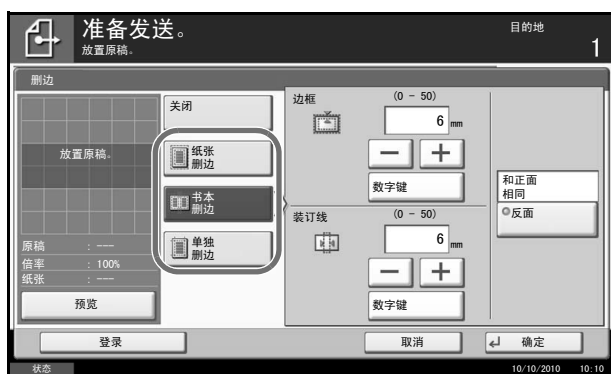 准备发送。
放置原稿。
目的地
1
删边
放置原稿。
原稿 : ---
倍率 : 100%
纸张 : ---
预览
关闭
纸张
删边
书本
删边
单独
删边
边框
(0 - 50)
6 mm
数字键
装订线
(0 - 50)
6 mm
数字键
和正面
相同
反面
登录
取消
确定
状态
10/10/2010 10:10